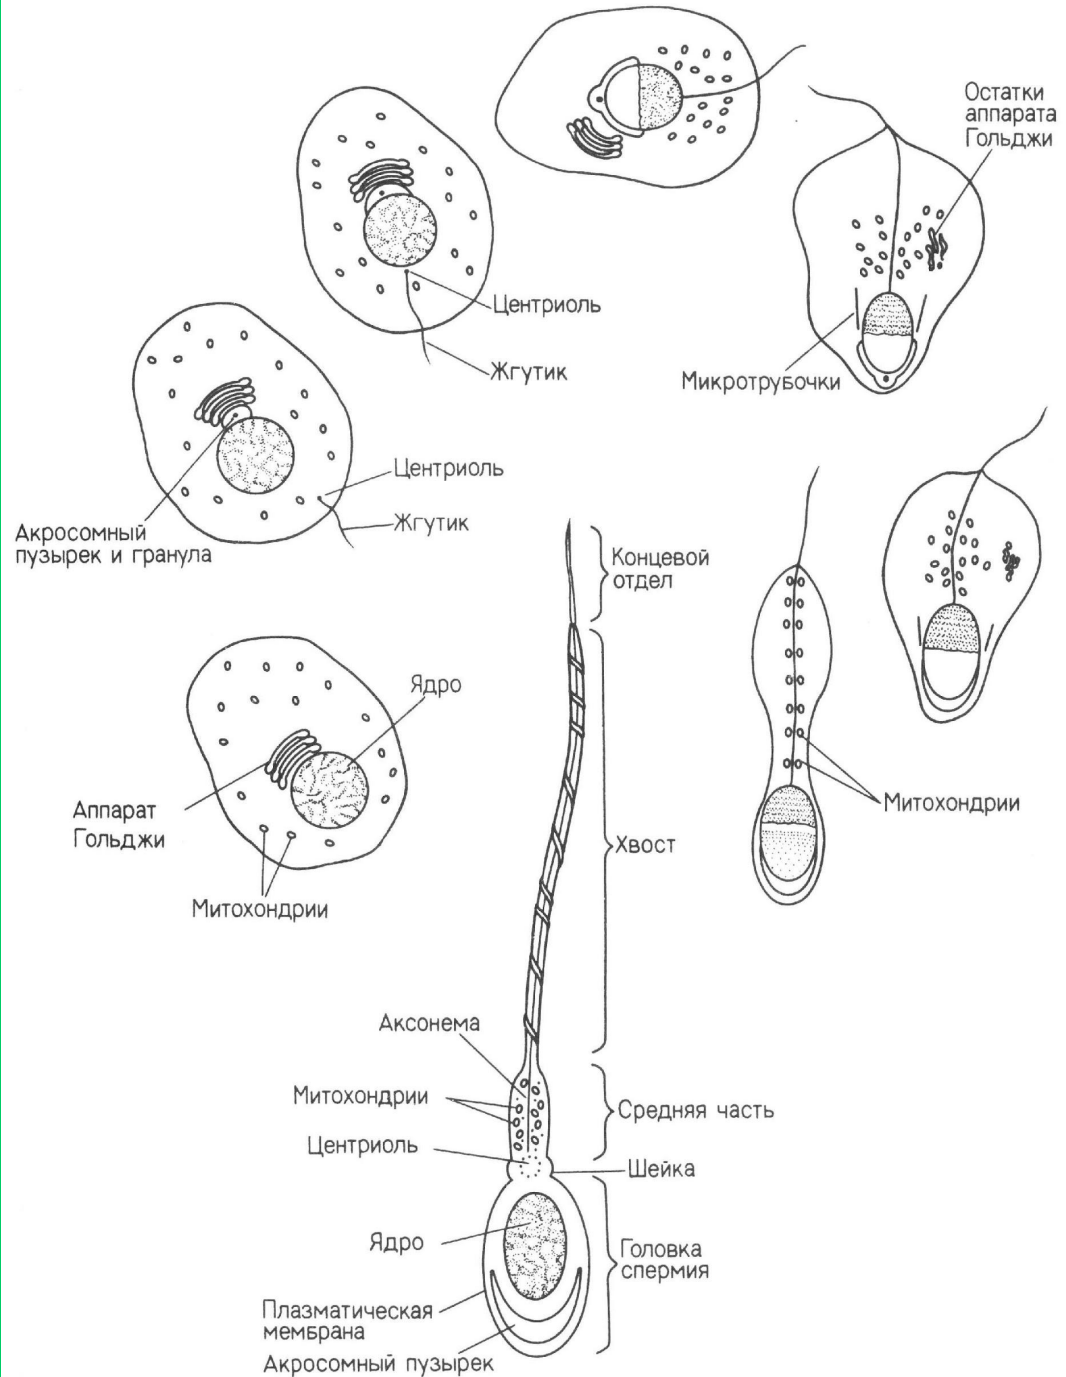 Остатки
аппарата
Гольджи
Центриоль
Жгутик
Микротрубочки
Центриоль
Жгутик
Акросомный
пузырек и гранула
Концевой
отдел
Ядро
Аппарат
Гольджи
Митохондрии
Митохондрии
Хвост
Аксонема
Митохондрии
Центриоль
Средняя часть
Шейка
Ядро
Головка
спермия
Плазматическая
мембрана
Акросомный пузырек